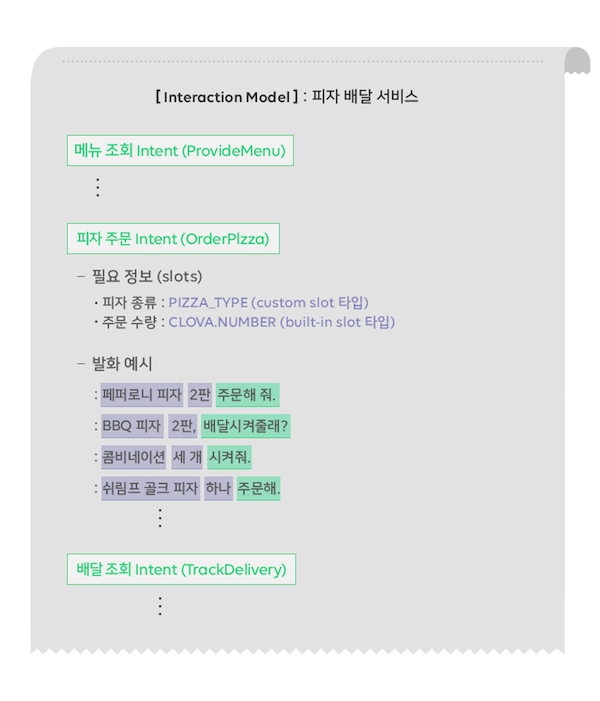 [ Interaction Model ] : 피자 배달 서비스
메뉴 조회 Intent (ProvideMenu)
피자 주문 Intent (OrderPIzza)
– 필요 정보 (slots)
· 피자 종류 : PIZZA_TYPE (custom slot 타입)
· 주문 수량 : CLOVA.NUMBER (built-in slot 타입)
– 발화 예시
: 페퍼로니 피자 2판 주문해 줘.
: BBQ 피자 2판, 배달시켜줄래?
: 콤비네이션 세 개 시켜줘.
: 쉬림프 골크 피자 하나 주문해.
배달 조회 Intent (TrackDelivery)